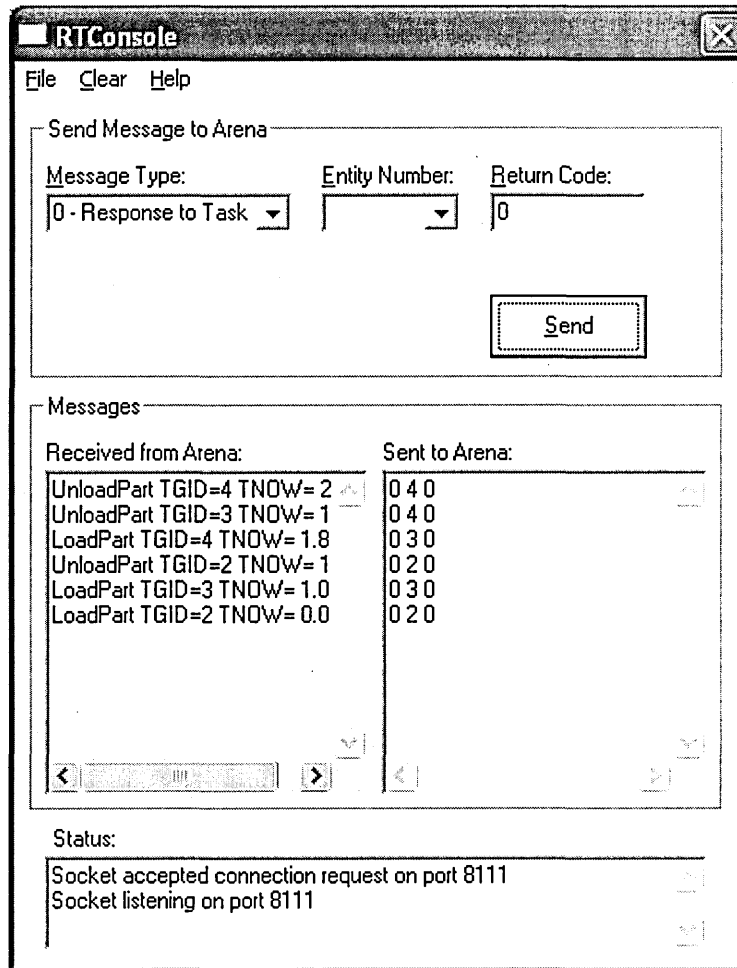 RTConsole
File Clear Help
Send Message to Arena
Message Type: Entity Number: Return Code:
0 - Response to Task 0
Send
Messages
Received from Arena: Sent to Arena:
UnloadPart TGID=4 TNOW= 2 0 4 0
UnloadPart TGID=3 TNOW= 1 0 4 0
LoadPart TGID=4 TNOW= 1.8 0 3 0
UnloadPart TGID=2 TNOW= 1 0 2 0
LoadPart TGID=3 TNOW= 1.0 0 3 0
LoadPart TGID=2 TNOW= 0.0 0 2 0
Status:
Socket accepted connection request on port 8111
Socket listening on port 8111